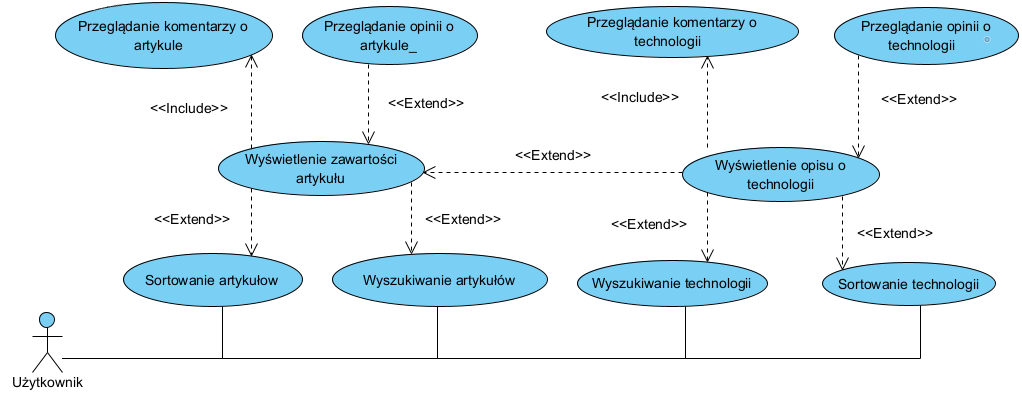 Przeglądanie komentarzy o
artykule
Przeglądanie opinii o
artykule_
Przeglądanie komentarzy o
technologii
Przeglądanie opinii o
technologii
<<Include>>
<<Extend>>
<<Include>>
<<Extend>>
Wyświetlenie zawartości
artykułu
<<Extend>>
Wyświetlenie opisu o
technologii
<<Extend>>
<<Extend>>
<<Extend>>
<<Extend>>
Sortowanie artykułow
Wyszukiwanie artykułów
Wyszukiwanie technologii
Sortowanie technologii
Użytkownik